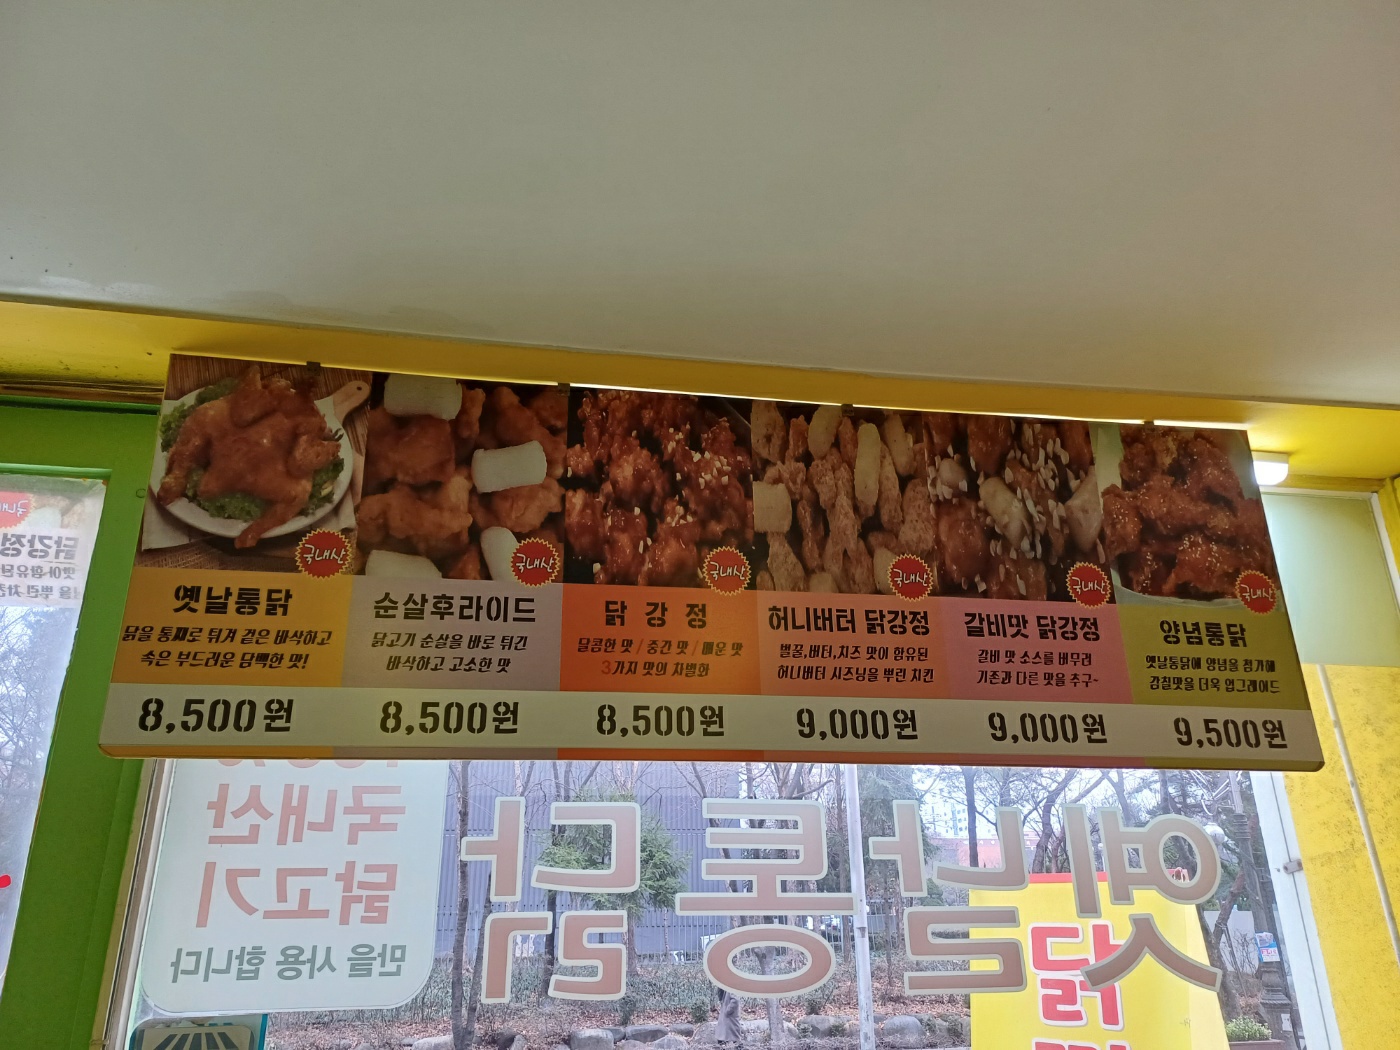 국내산
옛날통닭
닭을 통째로 튀겨 겉은 바삭하고
속은 부드러운 담백한 맛!
8,500원
국내산
순살후라이드
닭고기 순살을 바로 튀긴
바삭하고 고소한 맛
8,500원
국내산
닭 강 정
달콤한 맛 / 중간 맛 / 매운 맛
3가지 맛의 차별화
8,500원
국내산
허니버터 닭강정
벌꿀,버터,치즈 맛이 함유된
허니버터 시즈닝을 뿌린 치킨
9,000원
국내산
갈비맛 닭강정
갈비 맛 소스를 버무려
기존과 다른 맛을 추구~
9,000원
국내산
양념통닭
옛날통닭에 양념을 첨가해
감칠맛을 더욱 업그레이드
9,500원
국내산
닭고기
만을 사용 합니다
옛날통닭
국내
닭강정